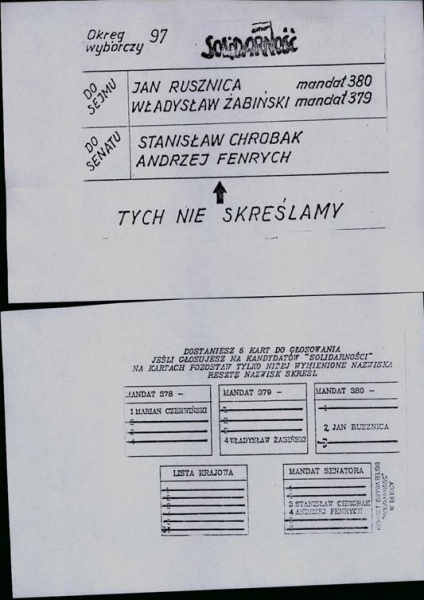 Okręg
wyborczy 97
SOLIDARNOŚĆ
DO
SEJMU
JAN RUSZNICA, mandat 380
WŁADYSŁAW ŻABIŃSKI mandat 379
DO
SENATU
STANISŁAW CHROBAK
ANDRZEJ FENRYCH
TYCH NIE SKREŚLAMY
DOSTANIESZ 6 KART DO GŁOSOWANIA
JEŚLI GŁOSUJESZ NA KANDYDATÓW "SOLIDARNOŚCI"
NA KARTACH POZOSTAW TYLKO NIŻEJ WYMIENIONE NAZWISKA
RESZTĘ NAZWISK SKREŚL
MANDAT 378 -
1 MARIAN CZERWIŃSKI
MANDAT 379 -
4 WŁADYSŁAW ŻABIŃSKI
MANDAT 380 -
2 JAN RUSZNICA
LISTA KRAJOWA
MANDAT SENATORA
3 STANISŁAW CHROBAK
4 ANDRZEJ FENRYCH
"SOLIDARNOŚĆ"
W DĘBICY